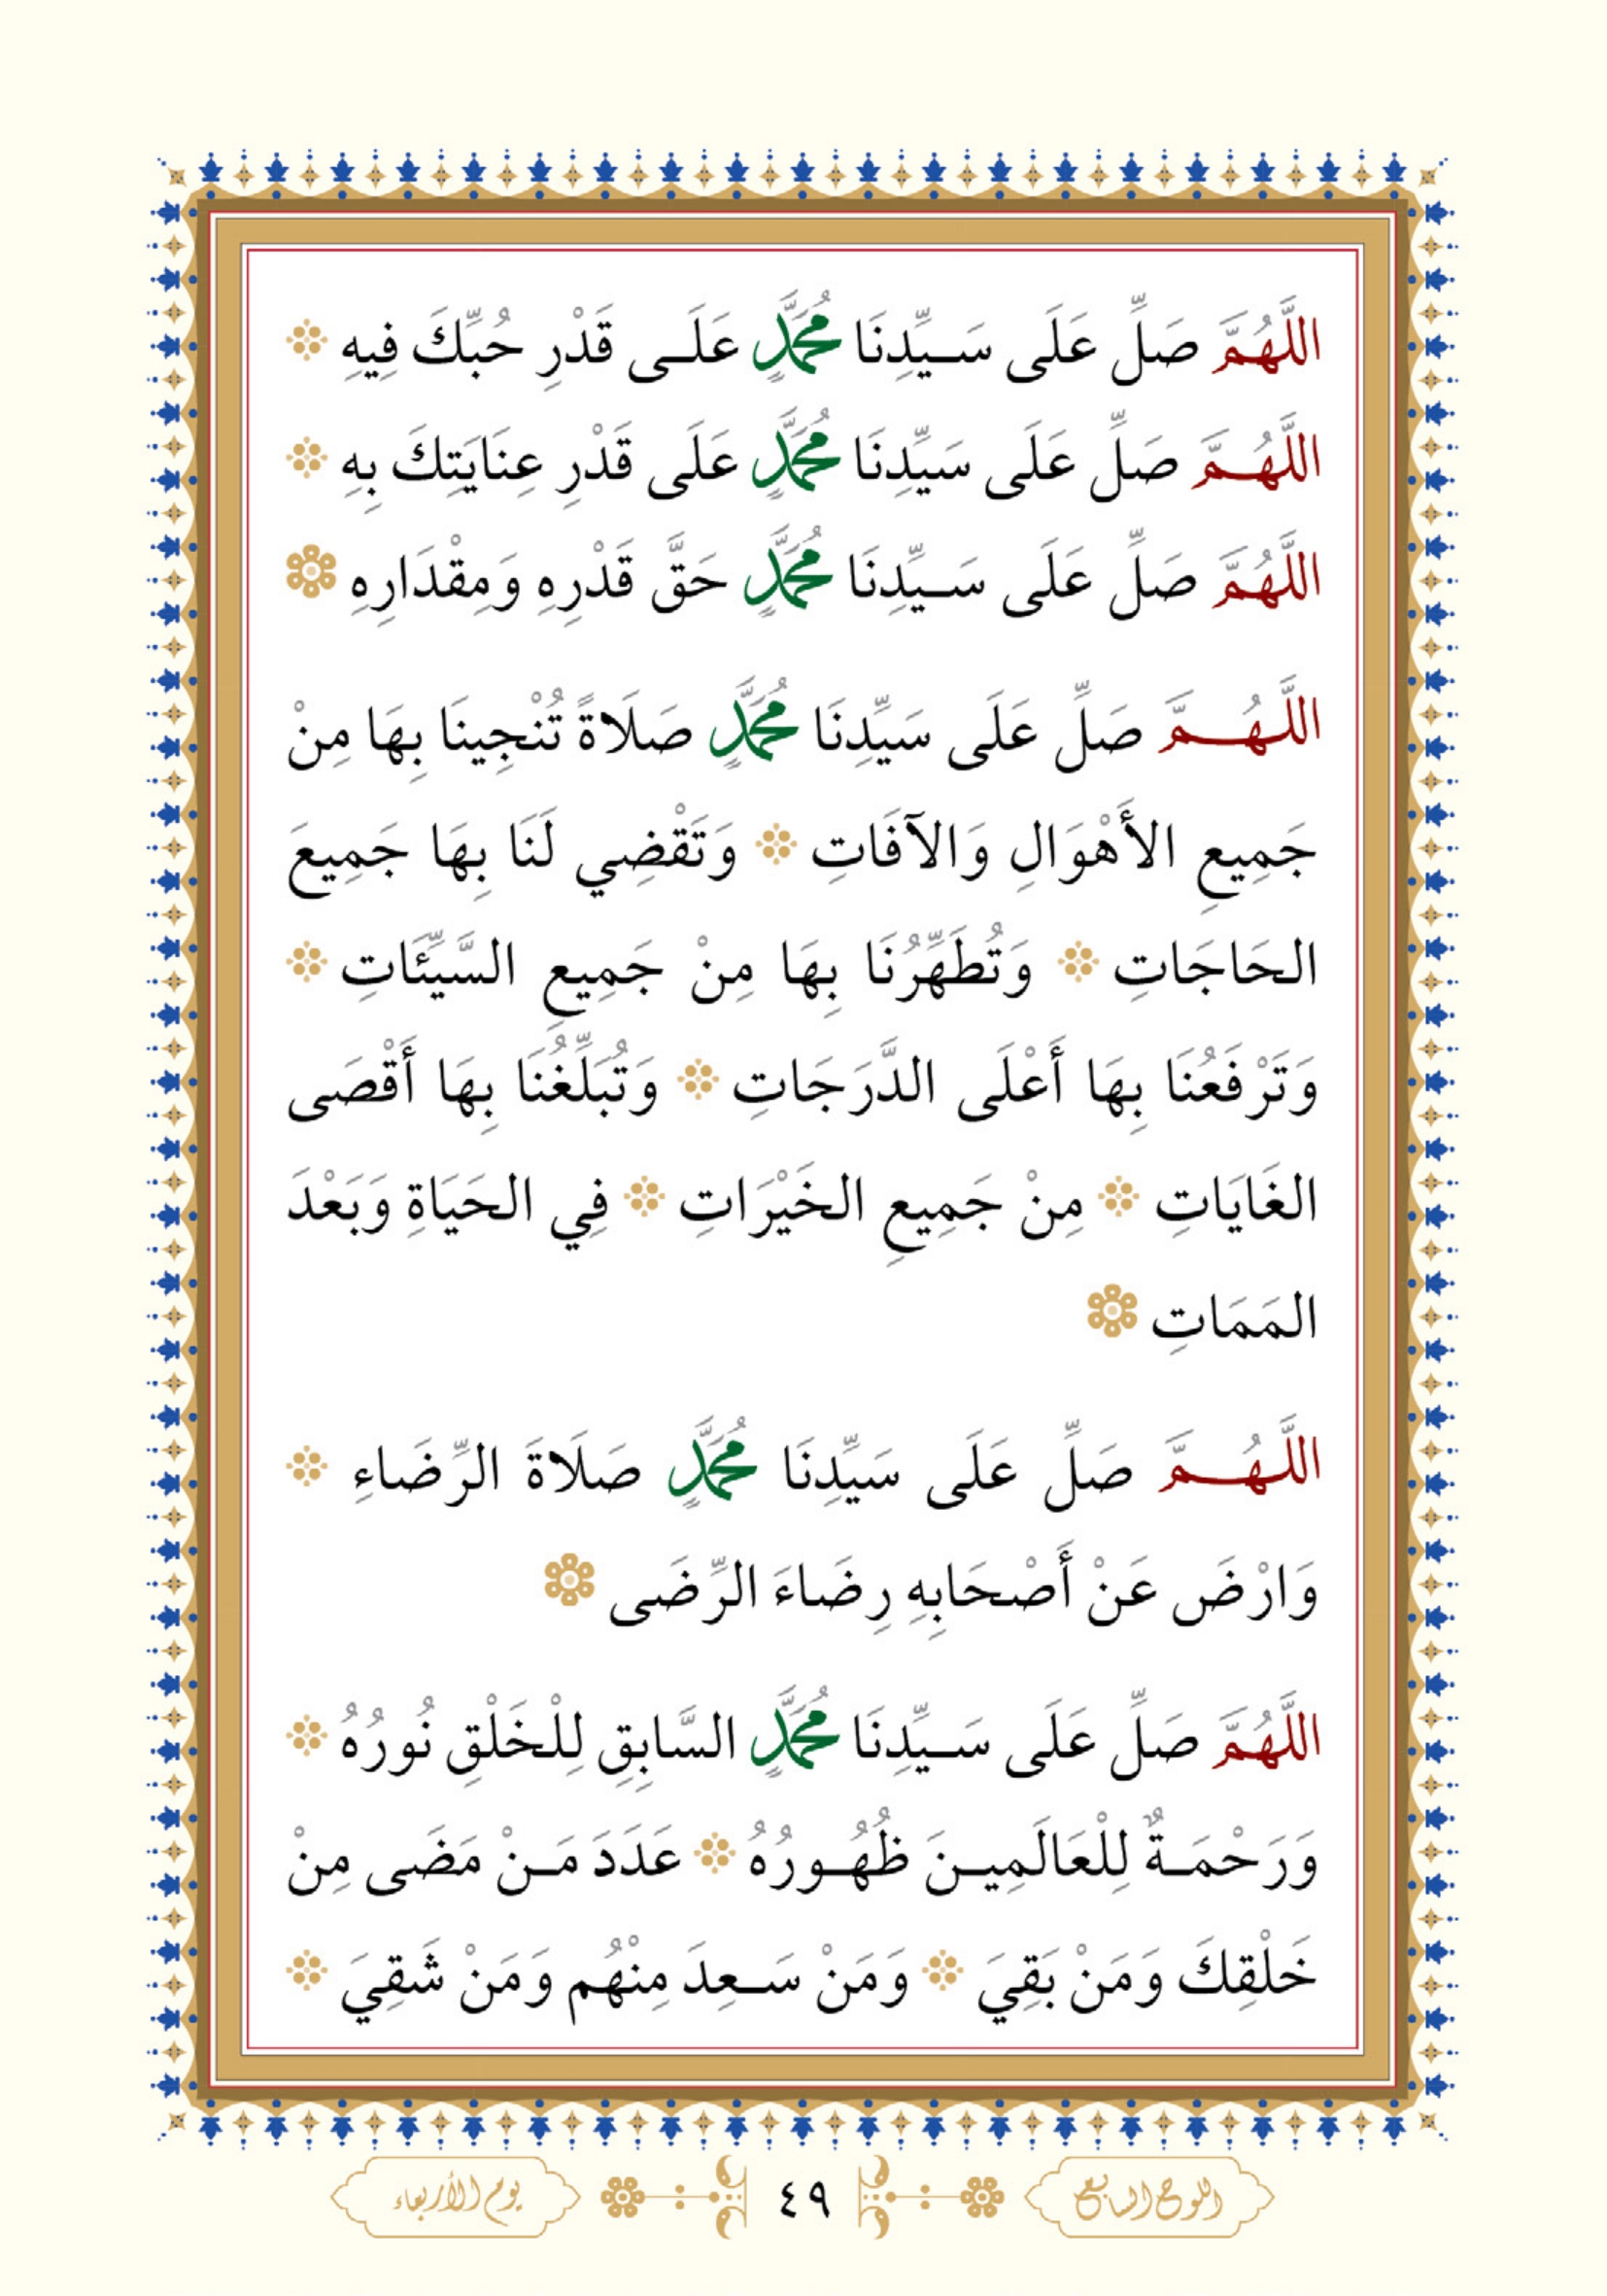 اللَّهُمَّ صَلِّ عَلَى سَيِّدِنَا مُحَمَّدٍ عَلَى قَدْرِ حُبِّكَ فِيهِ
اللَّهُمَّ صَلِّ عَلَى سَيِّدِنَا مُحَمَّدٍ عَلَى قَدْرِ عِنَايَتِكَ بِهِ
اللَّهُمَّ صَلِّ عَلَى سَيِّدِنَا مُحَمَّدٍ حَقَّ قَدْرِهِ وَمِقْدَارِهِ
اللَّهُمَّ صَلِّ عَلَى سَيِّدِنَا مُحَمَّدٍ صَلَاةً تُنْجِينَا بِهَا مِنْ
جَمِيعِ الأَهْوَالِ وَالآفَاتِ وَتَقْضِي لَنَا بِهَا جَمِيعَ
الحَاجَاتِ وَتُطَهِّرُنَا بِهَا مِنْ جَمِيعِ السَّيِّئَاتِ
وَتَرْفَعُنَا بِهَا أَعْلَى الدَّرَجَاتِ وَتُبَلِّغُنَا بِهَا أَقْصَى
الغَايَاتِ مِنْ جَمِيعِ الخَيْرَاتِ فِي الحَيَاةِ وَبَعْدَ
المَمَاتِ
اللَّهُمَّ صَلِّ عَلَى سَيِّدِنَا مُحَمَّدٍ صَلَاةَ الرِّضَاءِ
وَارْضَ عَنْ أَصْحَابِهِ رِضَاءَ الرِّضَى
اللَّهُمَّ صَلِّ عَلَى سَيِّدِنَا مُحَمَّدٍ السَّابِقِ لِلْخَلْقِ نُورُهُ
وَرَحْمَةٌ لِلْعَالَمِينَ ظُهُورُهُ عَدَدَ مَنْ مَضَى مِنْ
خَلْقِكَ وَمَنْ بَقِيَ وَمَنْ سَعِدَ مِنْهُم وَمَنْ شَقِيَ
اللوح السابع ٤٩ يوم الأربعاء